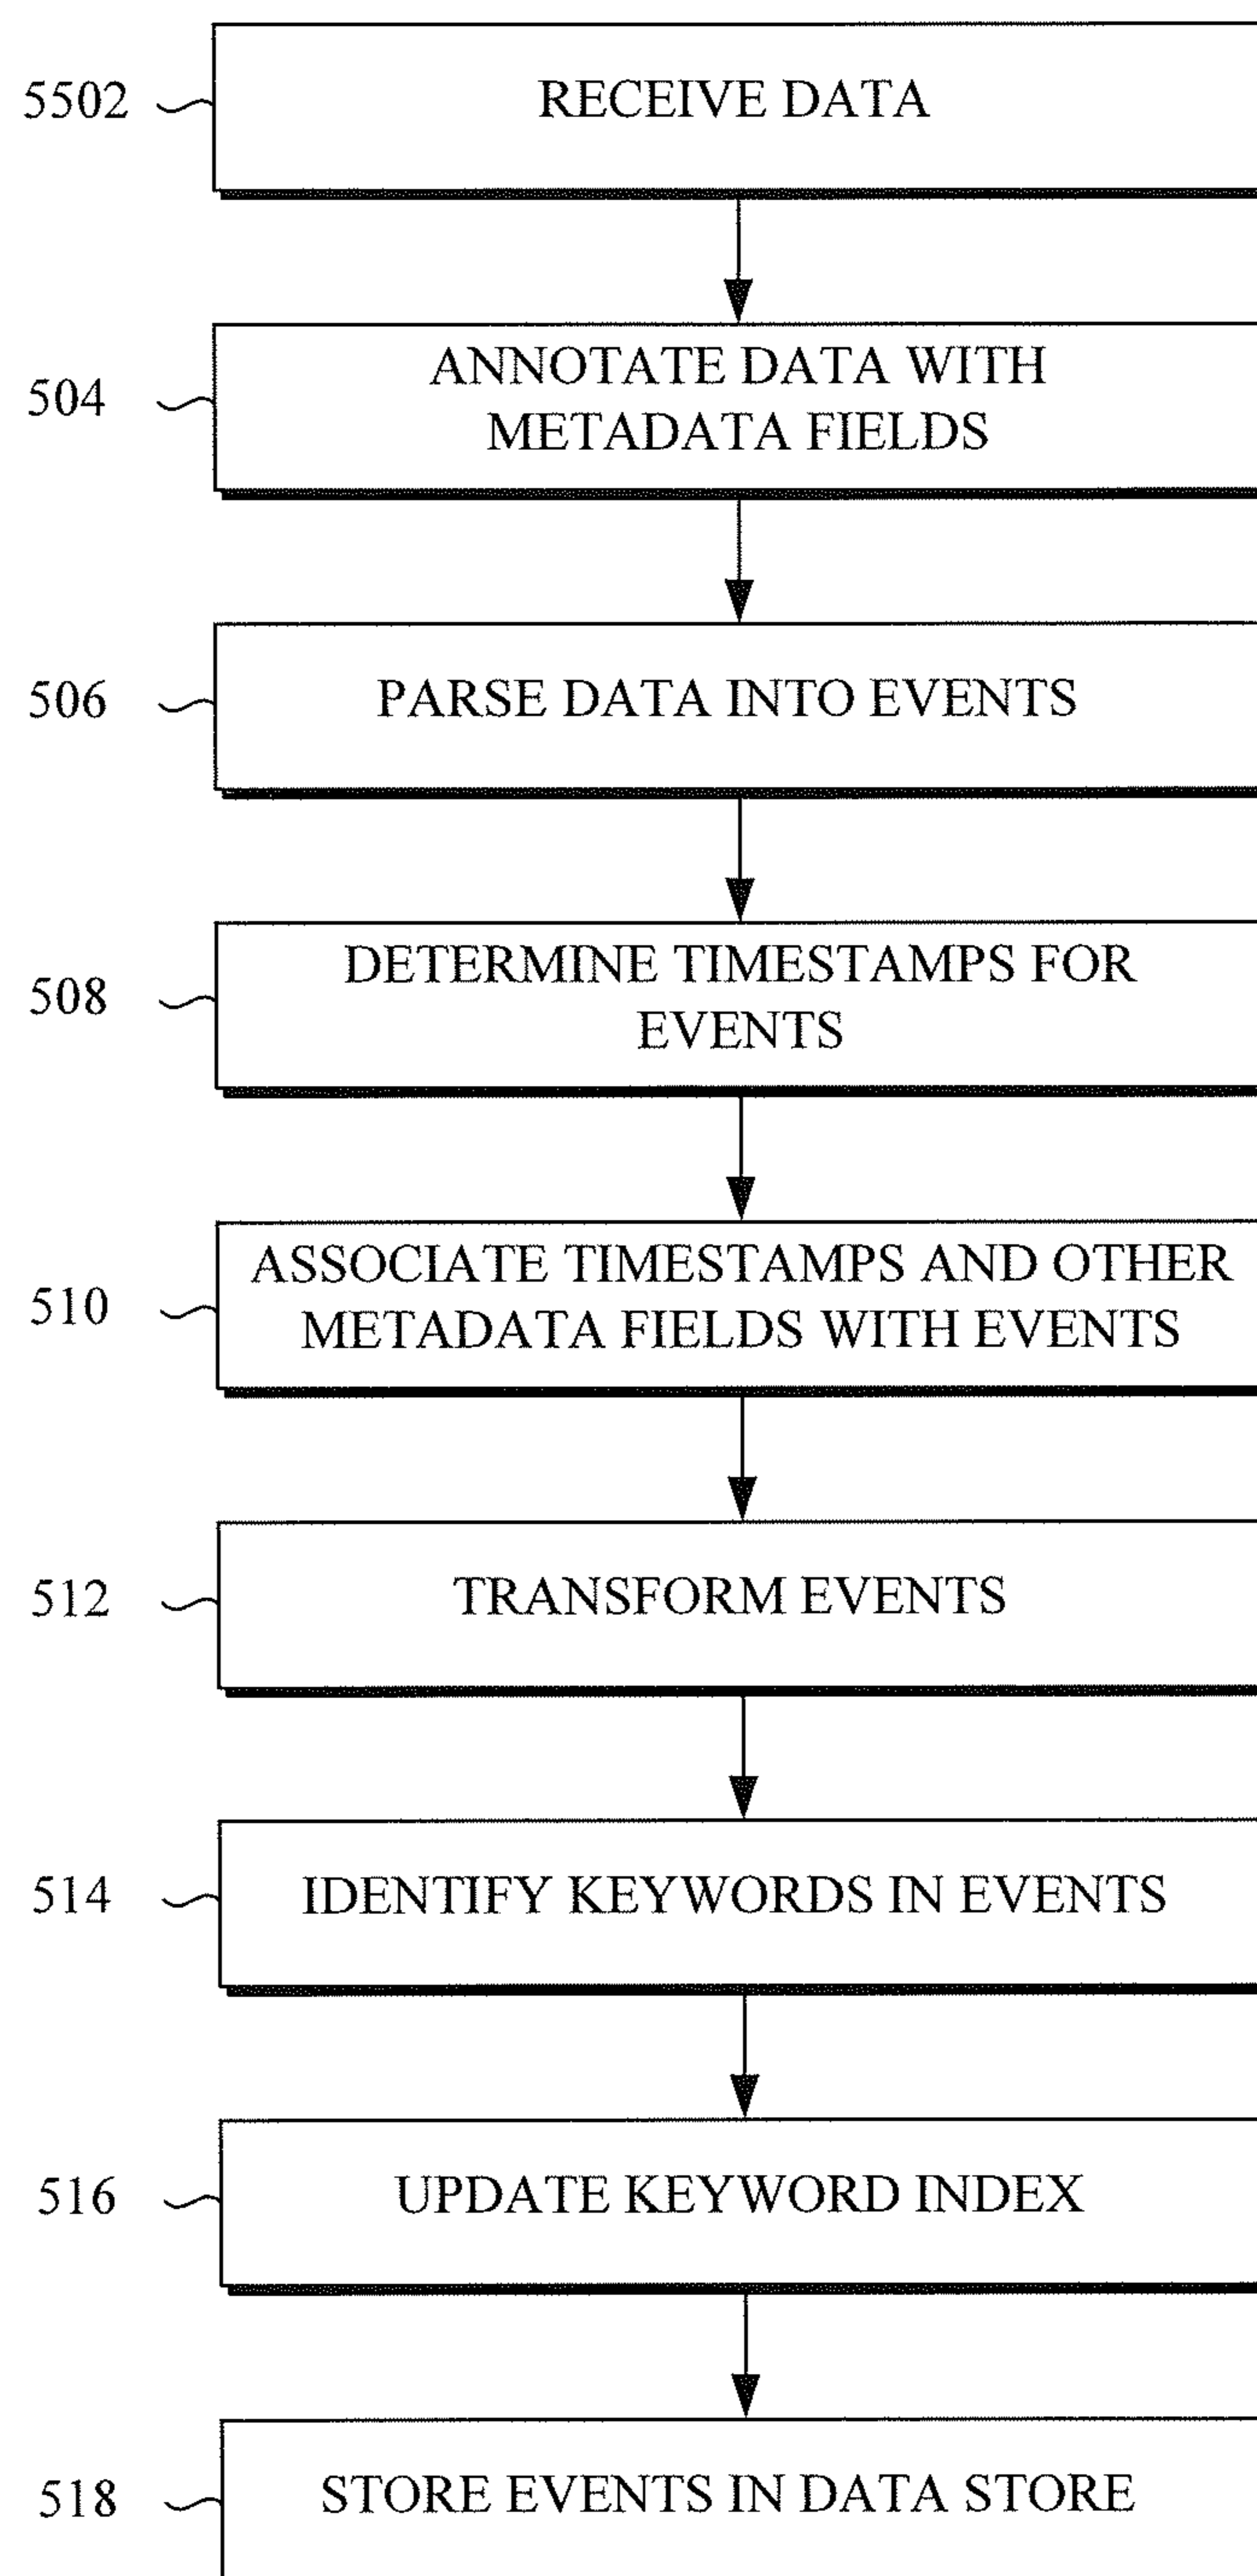 5502
RECEIVE DATA
504
ANNOTATE DATA WITH
METADATA FIELDS
506
PARSE DATA INTO EVENTS
508
DETERMINE TIMESTAMPS FOR
EVENTS
510
ASSOCIATE TIMESTAMPS AND OTHER
METADATA FIELDS WITH EVENTS
512
TRANSFORM EVENTS
514
IDENTIFY KEYWORDS IN EVENTS
516
UPDATE KEYWORD INDEX
518
STORE EVENTS IN DATA STORE